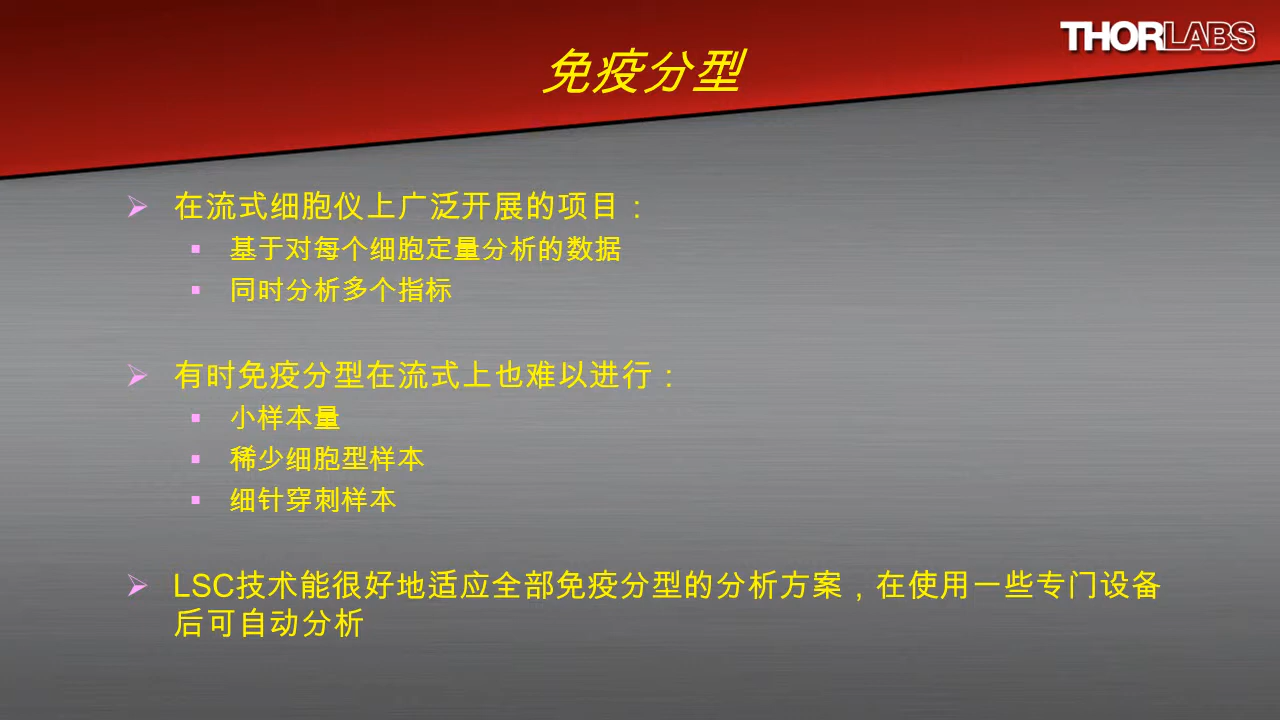 THORLABS
免疫分型
在流式细胞仪上广泛开展的项目：
基于对每个细胞定量分析的数据
同时分析多个指标
有时免疫分型在流式上也难以进行：
小样本量
稀少细胞型样本
细针穿刺样本
LSC技术能很好地适应全部免疫分型的分析方案，在使用一些专门设备
后可自动分析